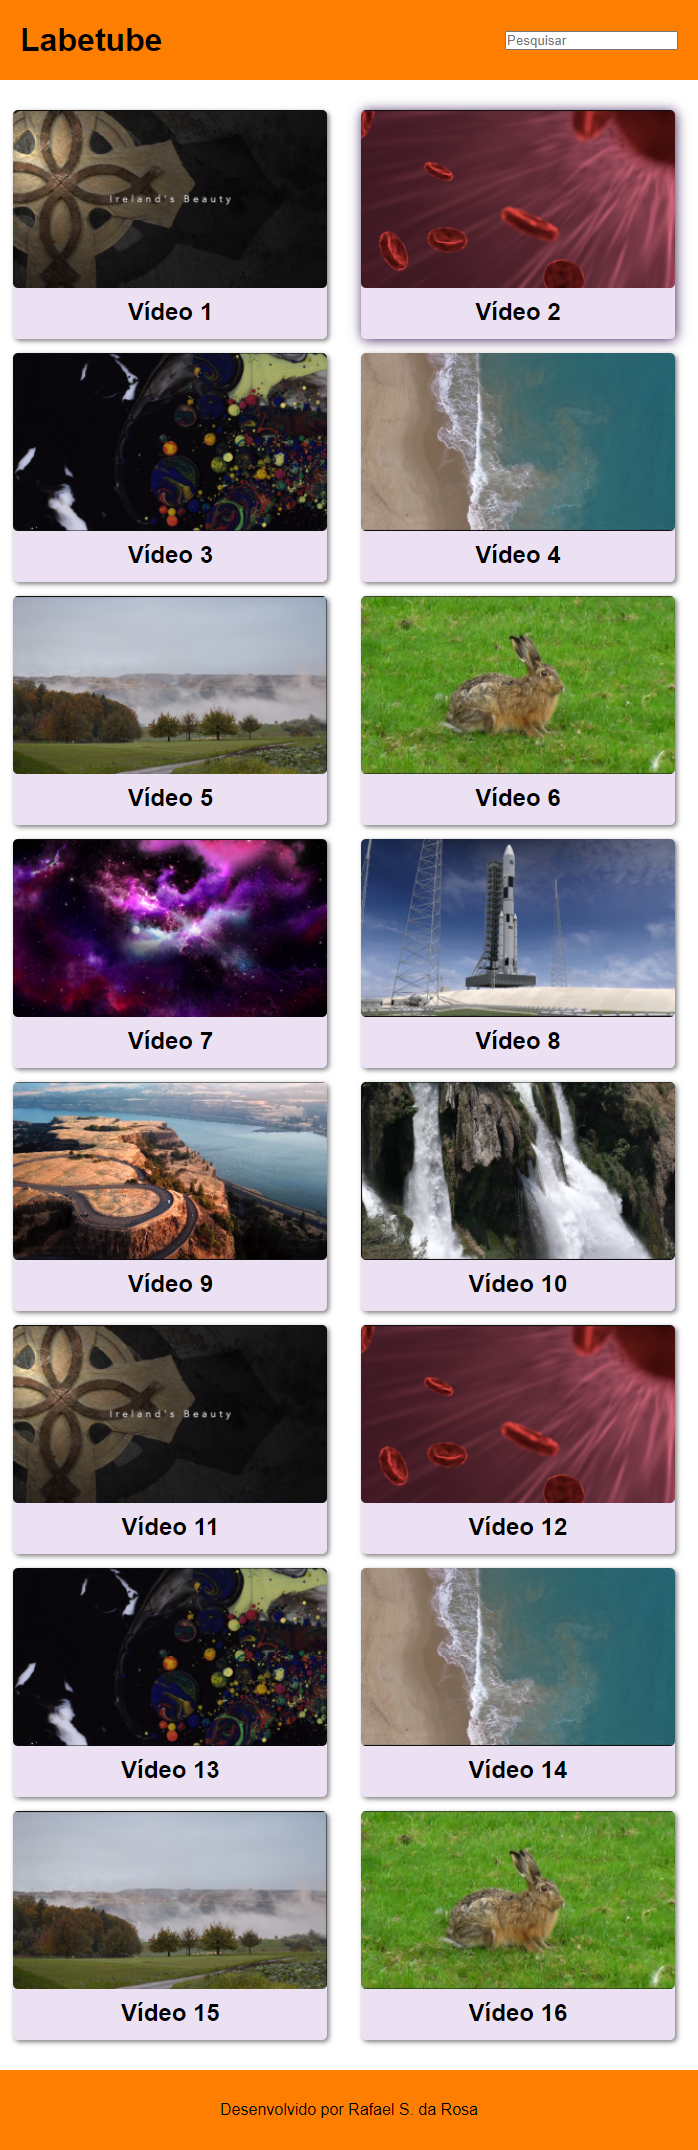 Labetube
Pesquisar
Ireland's Beauty
Vídeo 1
Vídeo 2
Vídeo 3
Vídeo 4
Vídeo 5
Vídeo 6
Vídeo 7
Vídeo 8
Vídeo 9
Vídeo 10
Ireland's Beauty
Vídeo 11
Vídeo 12
Vídeo 13
Vídeo 14
Vídeo 15
Vídeo 16
Desenvolvido por Rafael S. da Rosa